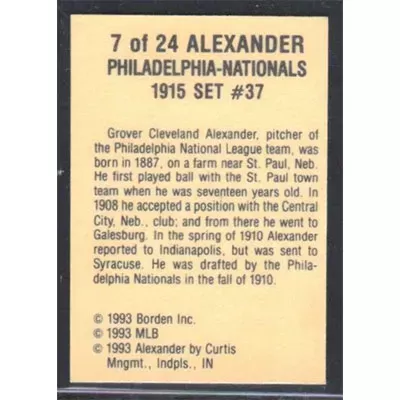 7 of 24 ALEXANDER
PHILADELPHIA-NATIONALS
1915 SET #37
Grover Cleveland Alexander, pitcher of
the Philadelphia National League team, was
born in 1887, on a farm near St. Paul, Neb.
He first played ball with the St. Paul town
team when he was seventeen years old. In
1908 he accepted a position with the Central
City, Neb., club; and from there he went to
Galesburg. In the spring of 1910 Alexander
reported to Indianapolis, but was sent to
Syracuse. He was drafted by the Phila-
delphia Nationals in the fall of 1910.
© 1993 Borden Inc.
© 1993 MLB
© 1993 Alexander by Curtis
Mngmt., Indpls., IN